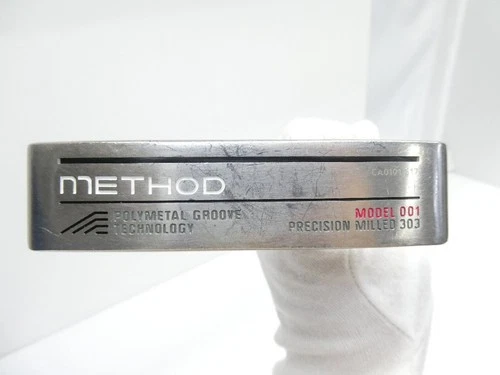 METHOD
POLYMETAL GROOVE
TECHNOLOGY
MODEL 001
PRECISION MILLED 303